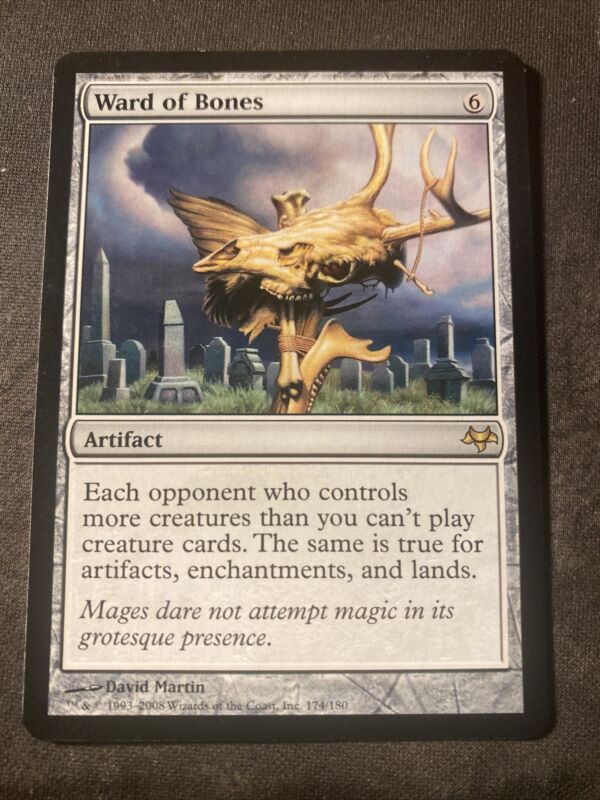 Ward of Bones 6
Artifact
Each opponent who controls
more creatures than you can't play
creature cards. The same is true for
artifacts, enchantments, and lands.
Mages dare not attempt magic in its
grotesque presence.
David Martin
™ & © 1993–2008 Wizards of the Coast, Inc. 174/180